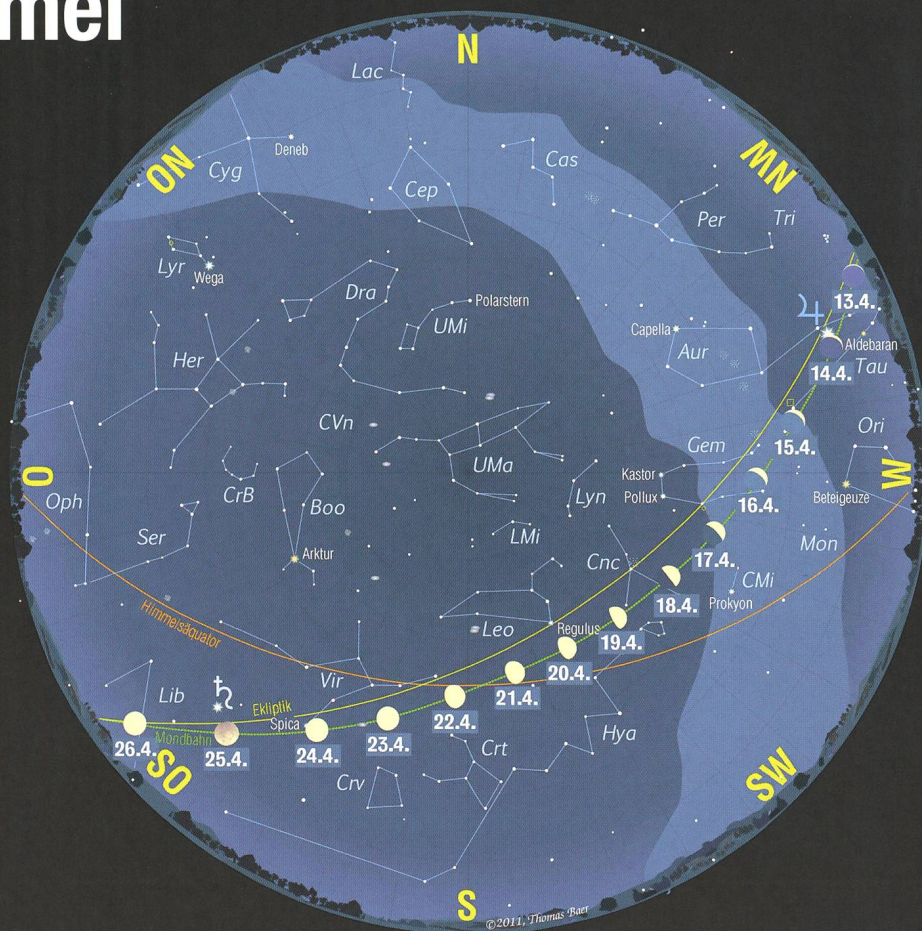 mel
N
Lac
NO
NW
Deneb
Cas
Cyg
Cep
Per
Tri
Lyr
Wega
Dra
Polarstern
♃
13.4.
UMi
Capella
Aldebaran
Aur
Her
14.4.
Tau
CVn
Ori
15.4.
Gem
UMa
Kastor
O
W
Pollux
CrB
Lyn
Beteigeuze
Oph
Boo
16.4.
Ser
LMi
Mon
Arktur
Cnc
17.4.
CMi
Prokyon
18.4.
Himmelsäquator
Leo
Regulus
19.4.
20.4.
Vir
♄
Lib
21.4.
Ekliptik
Spica
22.4.
Hya
Mondbahn
23.4.
26.4.
24.4.
25.4.
Crt
SO
SW
Crv
S
©2011, Thomas Baer